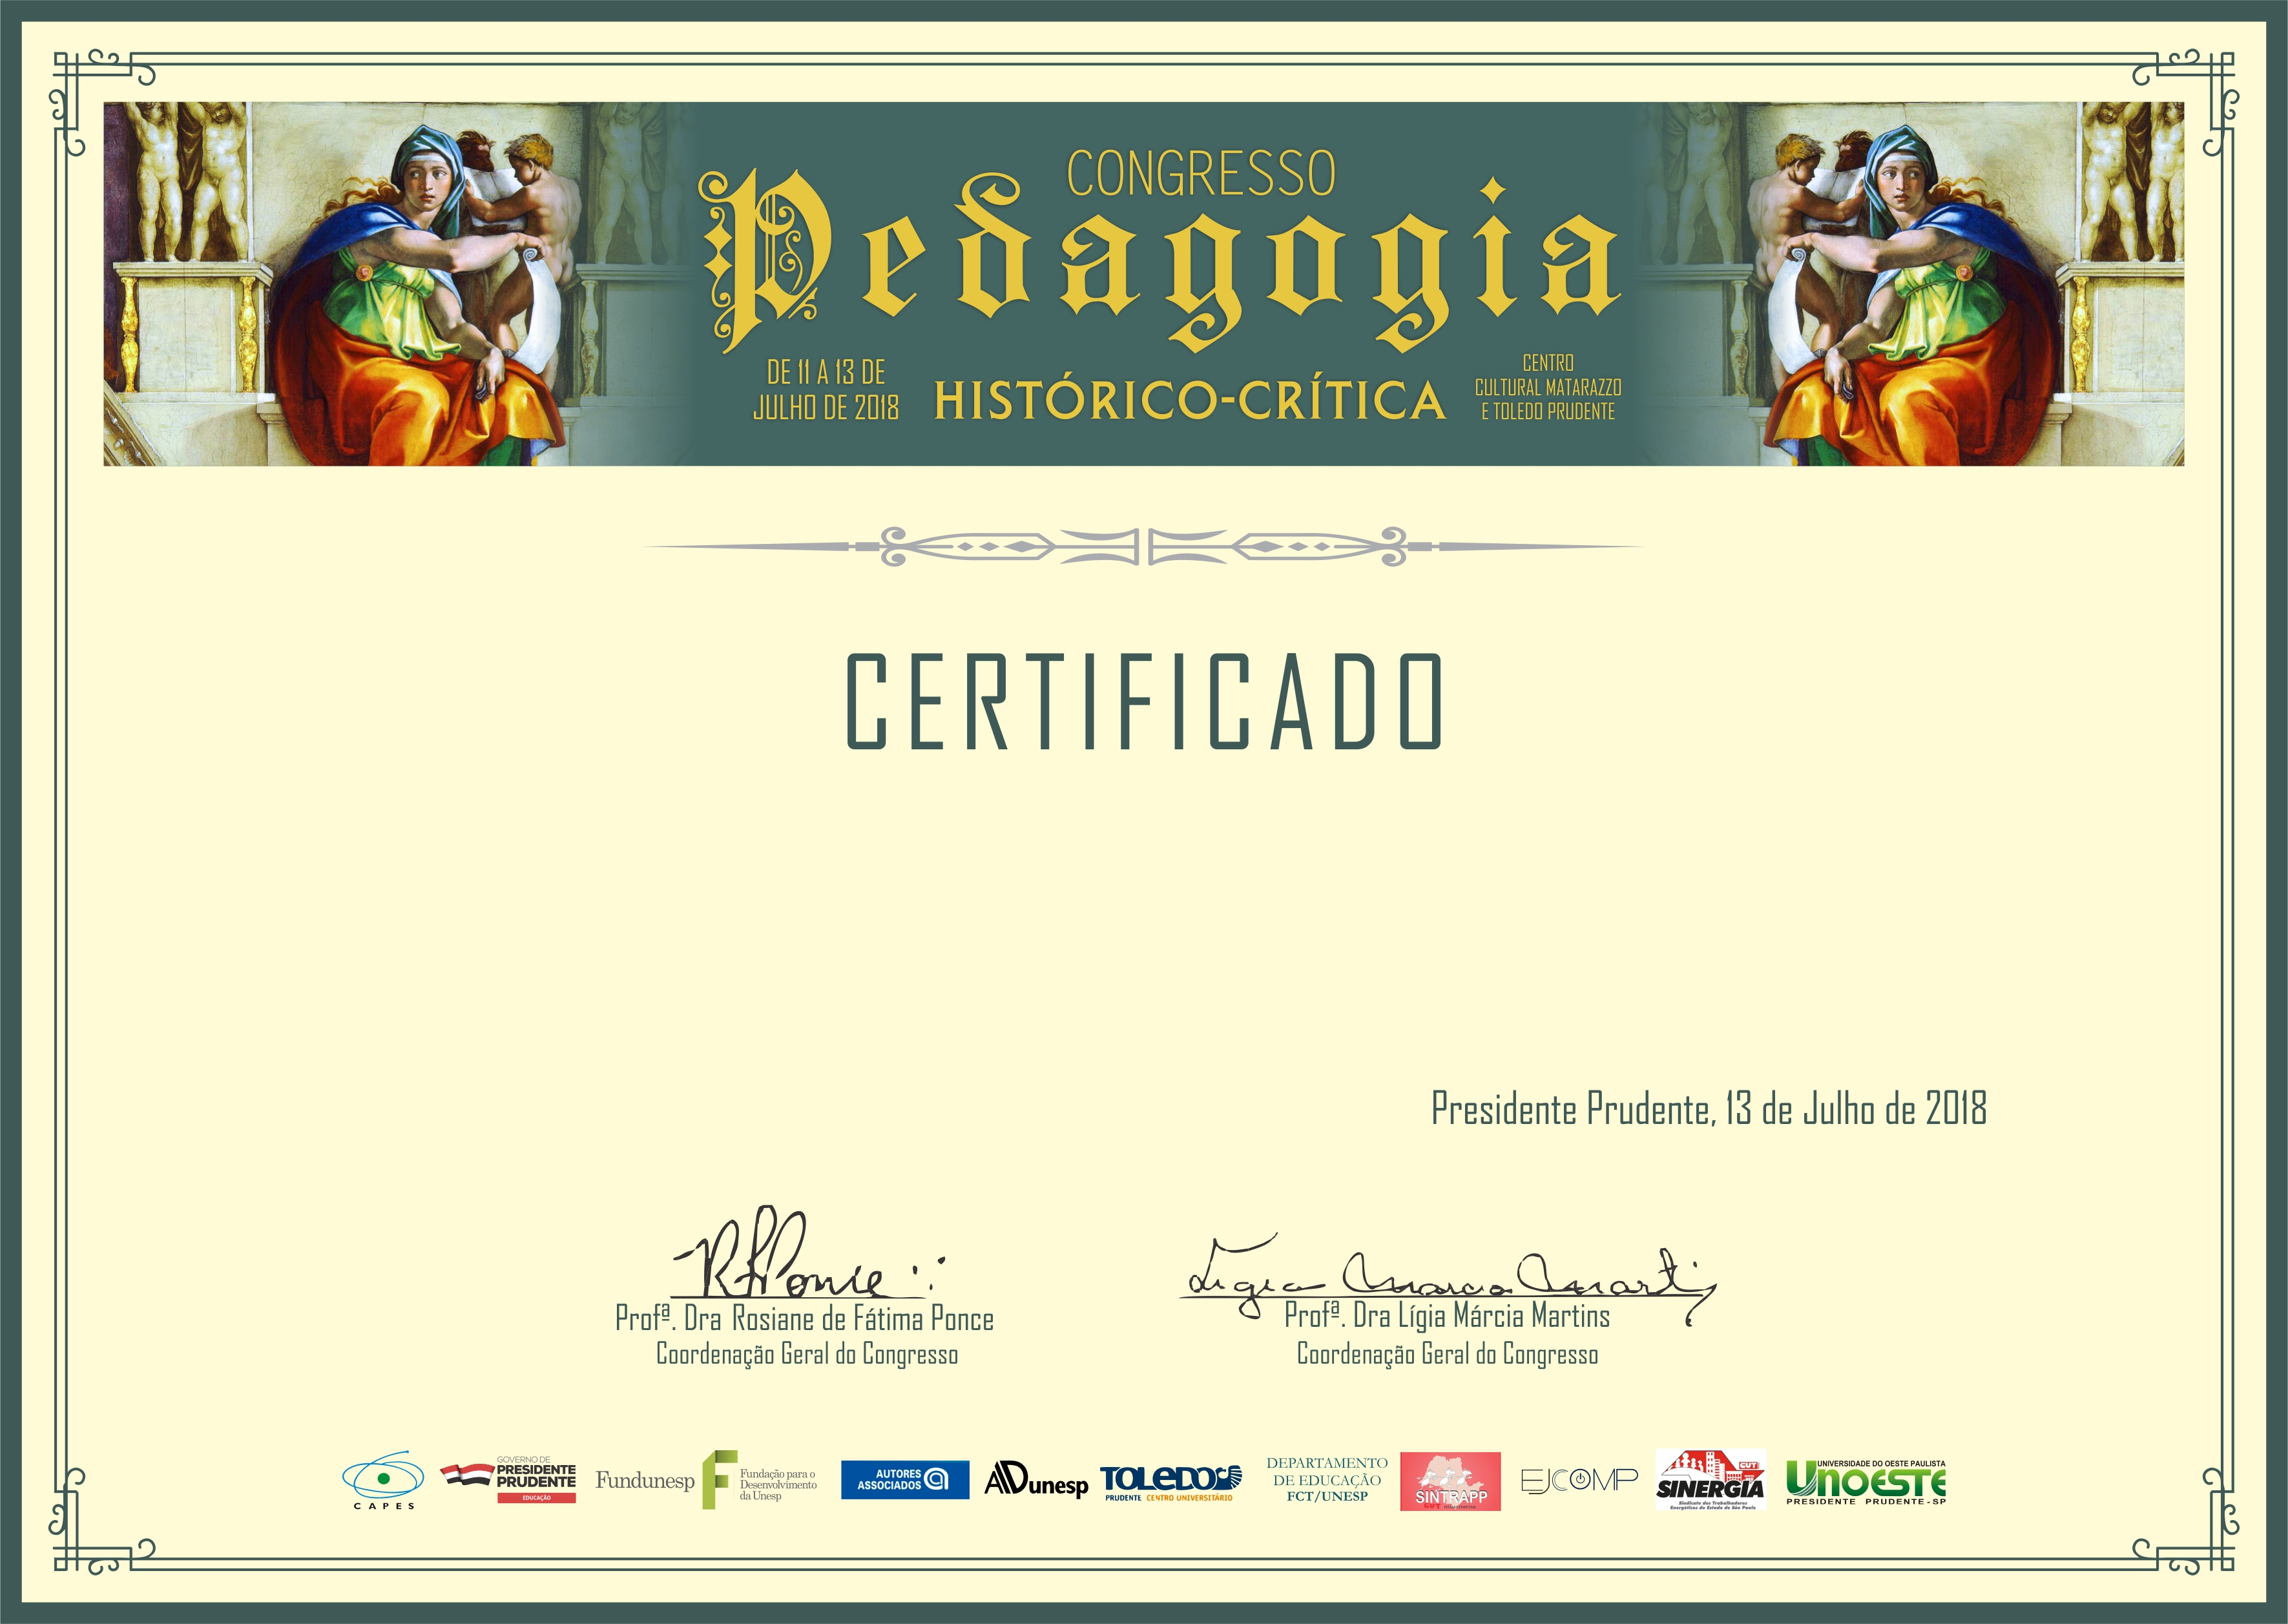 CONGRESSO
Pedagogia
DE 11 A 13 DE
JULHO DE 2018
HISTÓRICO-CRÍTICA
CENTRO
CULTURAL MATARAZZO
E TOLEDO PRUDENTE
CERTIFICADO
Presidente Prudente, 13 de Julho de 2018
RFPonce
Lígia Márcia Martins
Profª. Dra Rosiane de Fátima Ponce
Coordenação Geral do Congresso
Profª. Dra Lígia Márcia Martins
Coordenação Geral do Congresso
CAPES
GOVERNO DE
PRESIDENTE
PRUDENTE
EDUCAÇÃO
Fundunesp
Fundação para o
Desenvolvimento
da Unesp
AUTORES
ASSOCIADOS
ADunesp
TOLEDO
PRUDENTE CENTRO UNIVERSITÁRIO
DEPARTAMENTO
DE EDUCAÇÃO
FCT/UNESP
SINTRAPP
EJCOMP
CUT
SINERGIA
Sindicato dos Trabalhadores
Energéticos do Estado de São Paulo
UNIVERSIDADE DO OESTE PAULISTA
UNOESTE
PRESIDENTE PRUDENTE - SP